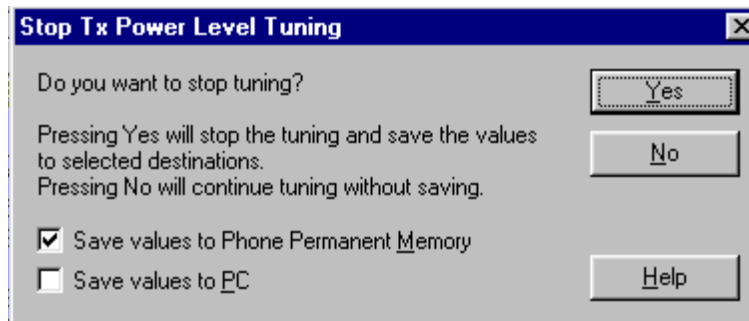 Stop Tx Power Level Tuning
Do you want to stop tuning?
Yes
Pressing Yes will stop the tuning and save the values
to selected destinations.
Pressing No will continue tuning without saving.
No
Save values to Phone Permanent Memory
Save values to PC
Help